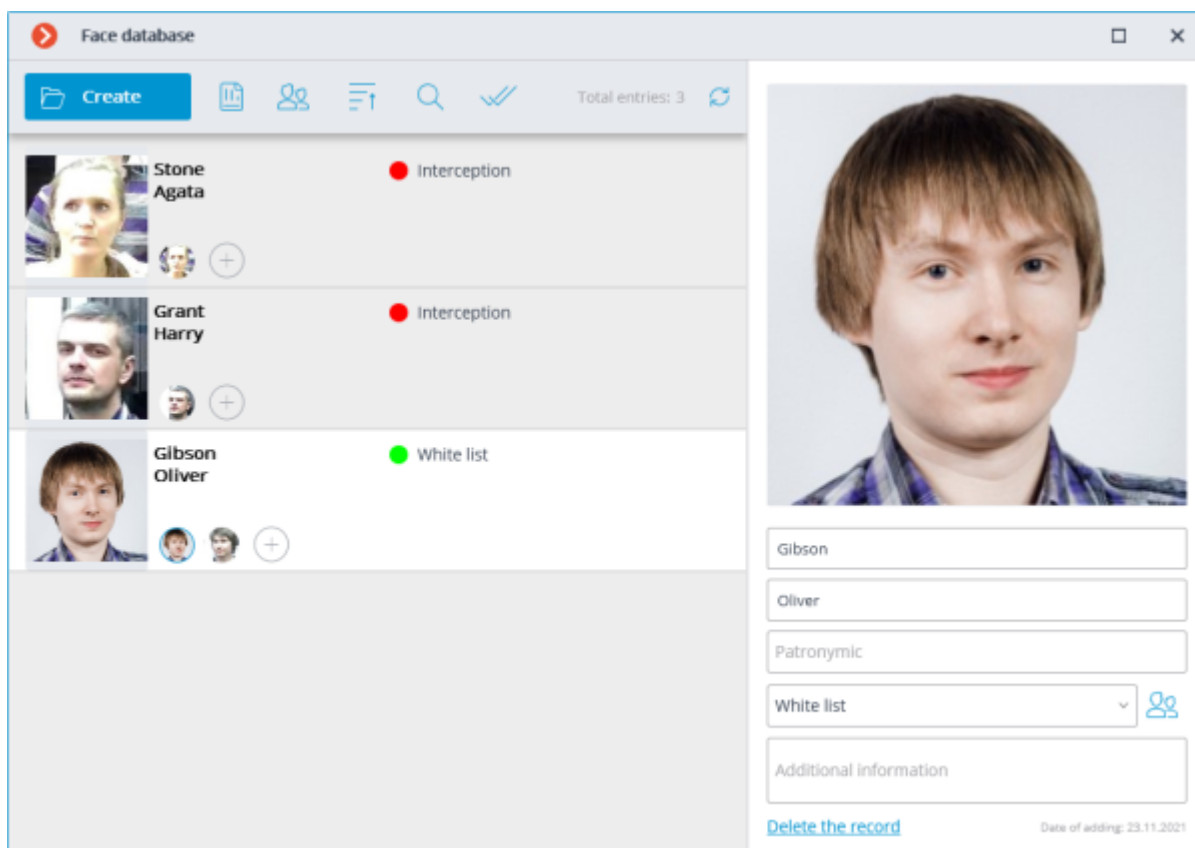 Face database
Create
Total entries: 3
Stone
Agata
Interception
Grant
Harry
Interception
Gibson
Oliver
White list
Gibson
Oliver
Patronymic
White list
Additional information
Delete the record
Date of adding: 23.11.2021